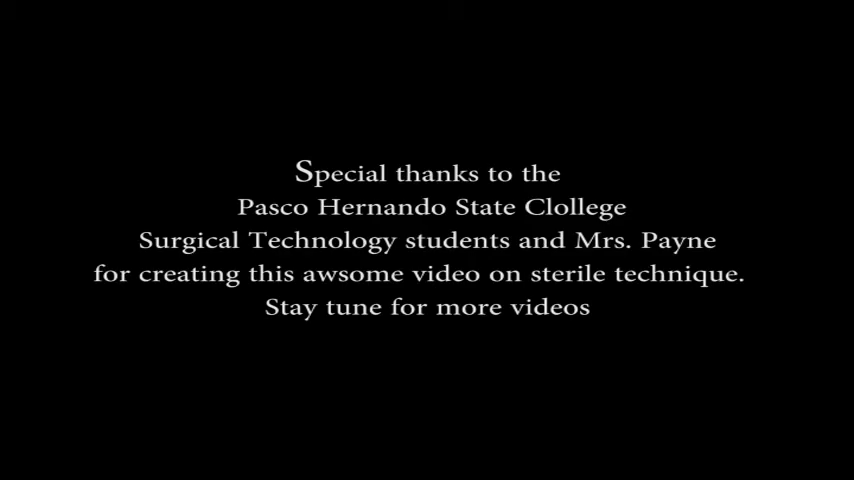 Special thanks to the
Pasco Hernando State Clollege
Surgical Technology students and Mrs. Payne
for creating this awsome video on sterile technique.
Stay tune for more videos